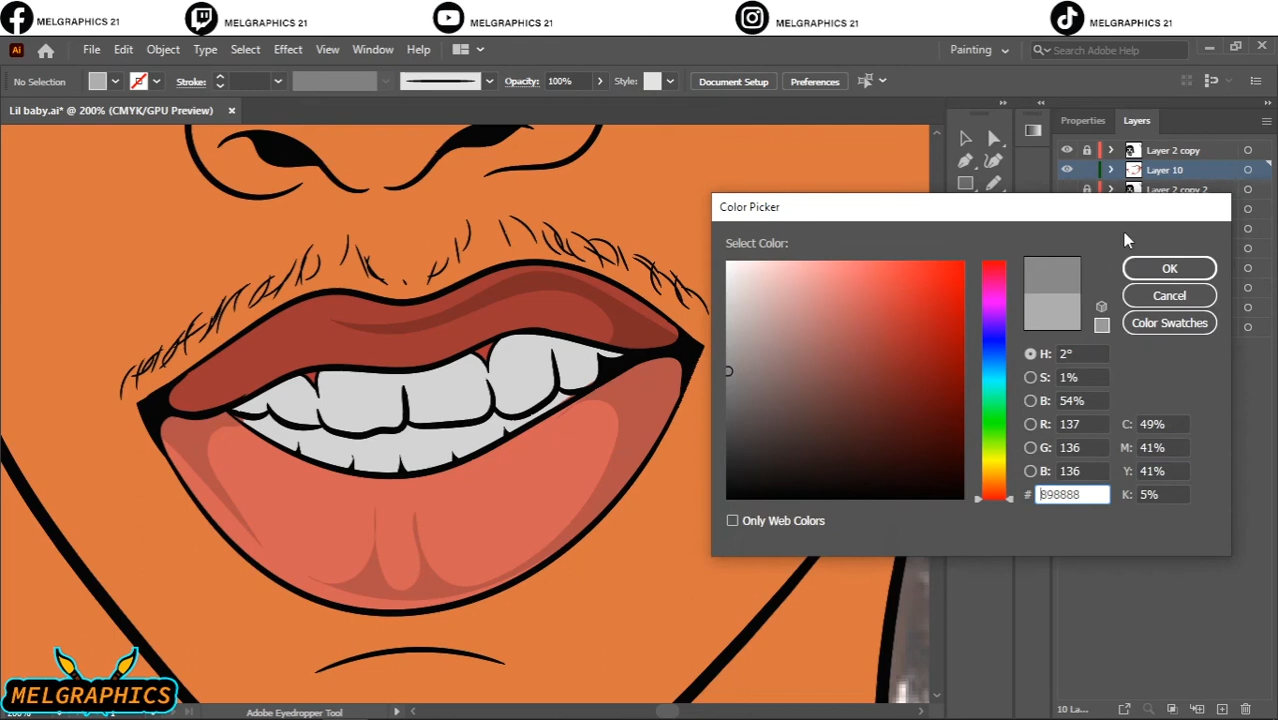 MELGRAPHICS 21 MELGRAPHICS 21 MELGRAPHICS 21 MELGRAPHICS 21 MELGRAPHICS 21
Ai File Edit Object Type Select Effect View Window Help Painting Search Adobe Help
No Selection Stroke: Opacity: 100% Style: Document Setup Preferences
Lil baby.ai* @ 200% (CMYK/GPU Preview) Properties Layers
Layer 2 copy
Layer 10
Layer 2 copy 2
Color Picker
Select Color:
OK
Cancel
Color Swatches
H: 2°
S: 1%
B: 54%
R: 137 C: 49%
G: 136 M: 41%
B: 136 Y: 41%
# 898888 K: 5%
Only Web Colors
MELGRAPHICS
200% 1 Adobe Eyedropper Tool 10 La...